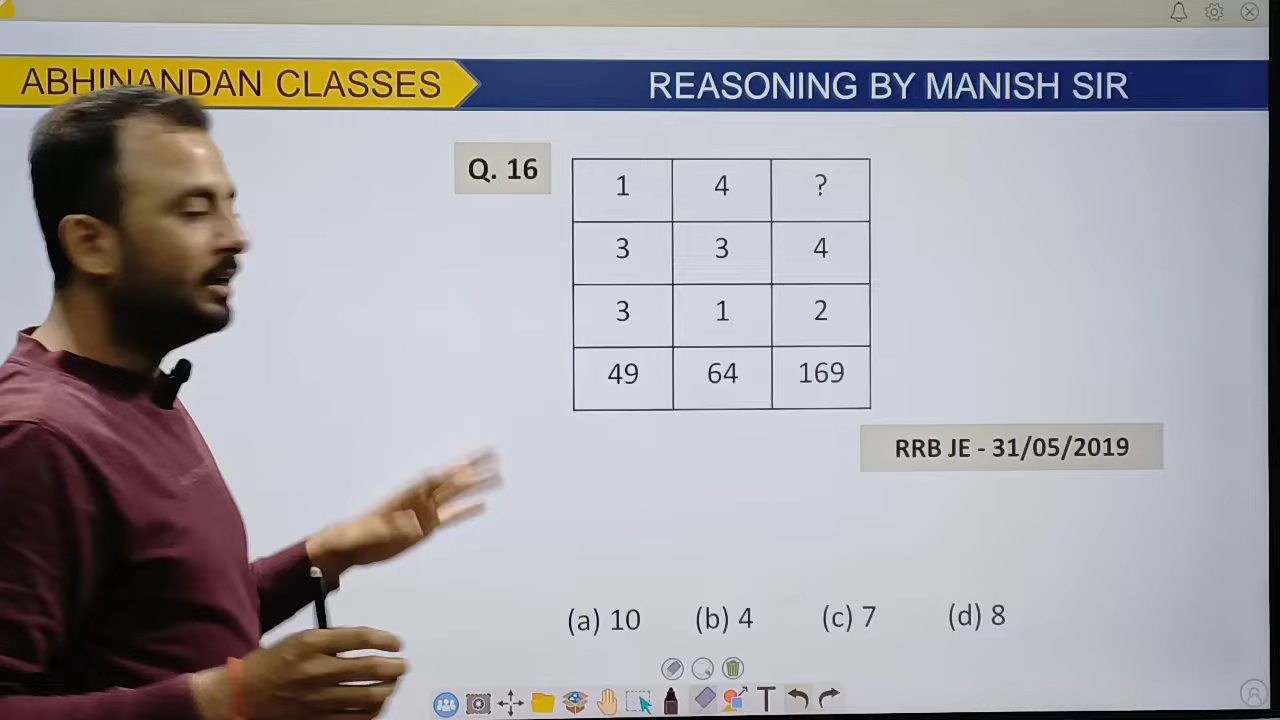 ABHINANDAN CLASSES
REASONING BY MANISH SIR
Q. 16
1 4 ?
3 3 4
3 1 2
49 64 169
RRB JE - 31/05/2019
(a) 10 (b) 4 (c) 7 (d) 8
T